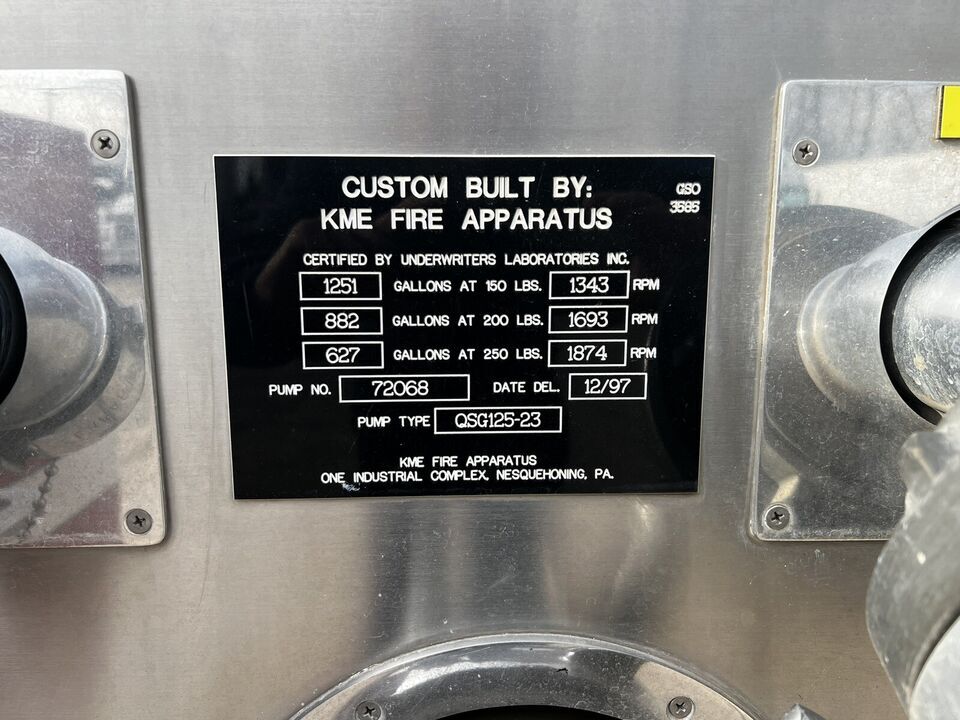 CUSTOM BUILT BY:
KME FIRE APPARATUS
GSO
3585
CERTIFIED BY UNDERWRITERS LABORATORIES INC.
1251 GALLONS AT 150 LBS. 1343 RPM
882 GALLONS AT 200 LBS. 1693 RPM
627 GALLONS AT 250 LBS. 1874 RPM
PUMP NO. 72068 DATE DEL. 12/97
PUMP TYPE QSG125-23
KME FIRE APPARATUS
ONE INDUSTRIAL COMPLEX, NESQUEHONING, PA.